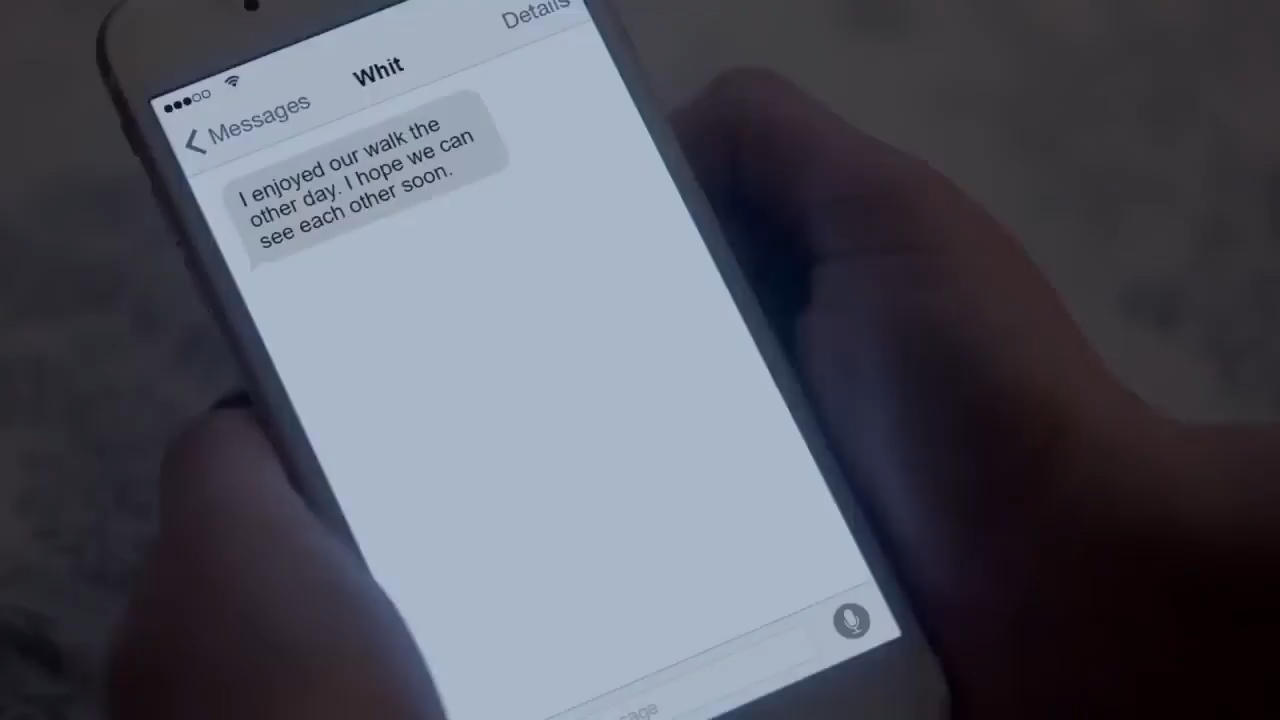 Details
Whit
Messages
I enjoyed our walk the
other day. I hope we can
see each other soon.